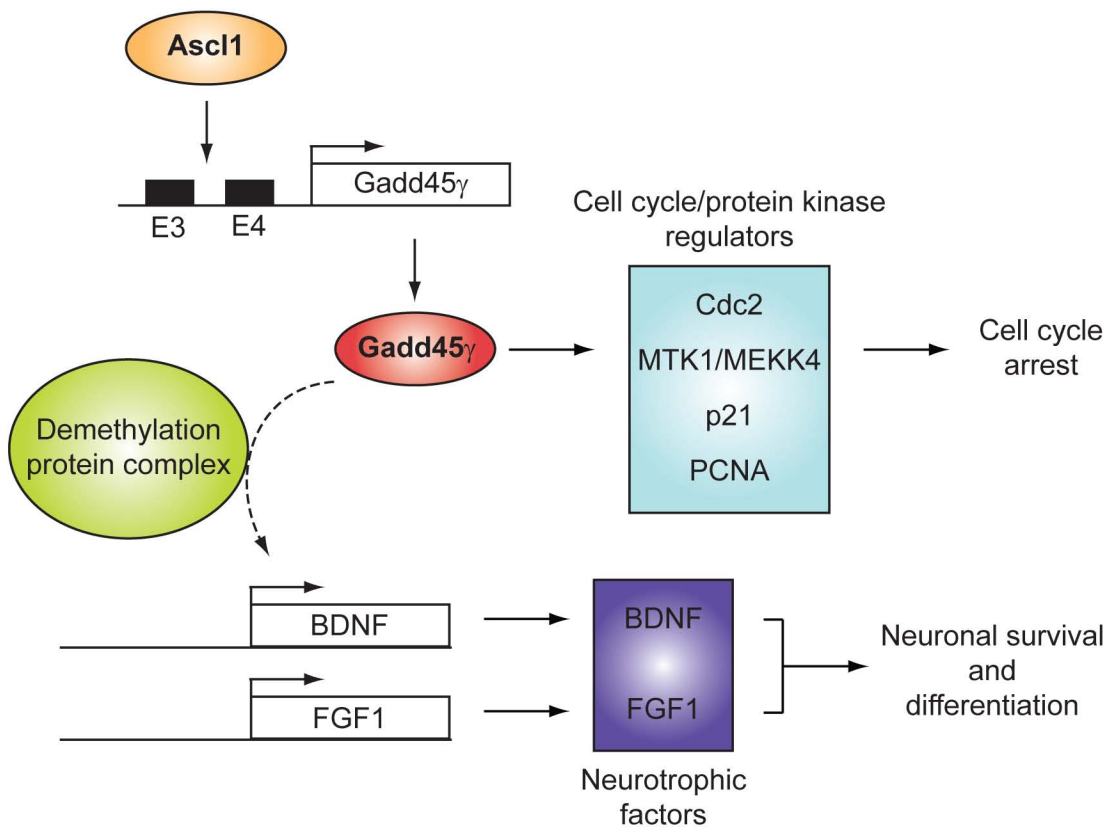 Ascl1
Gadd45γ
E3
E4
Cell cycle/protein kinase
regulators
Cdc2
MTK1/MEKK4
p21
PCNA
Gadd45γ
Cell cycle
arrest
Demethylation
protein complex
BDNF
FGF1
BDNF
FGF1
Neuronal survival
and
differentiation
Neurotrophic
factors